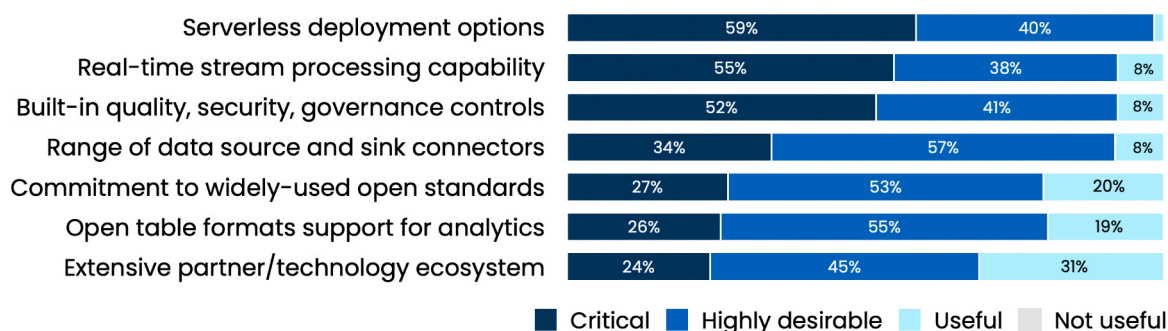 Serverless deployment options 59% 40%
Real-time stream processing capability 55% 38% 8%
Built-in quality, security, governance controls 52% 41% 8%
Range of data source and sink connectors 34% 57% 8%
Commitment to widely-used open standards 27% 53% 20%
Open table formats support for analytics 26% 55% 19%
Extensive partner/technology ecosystem 24% 45% 31%
Critical Highly desirable Useful Not useful